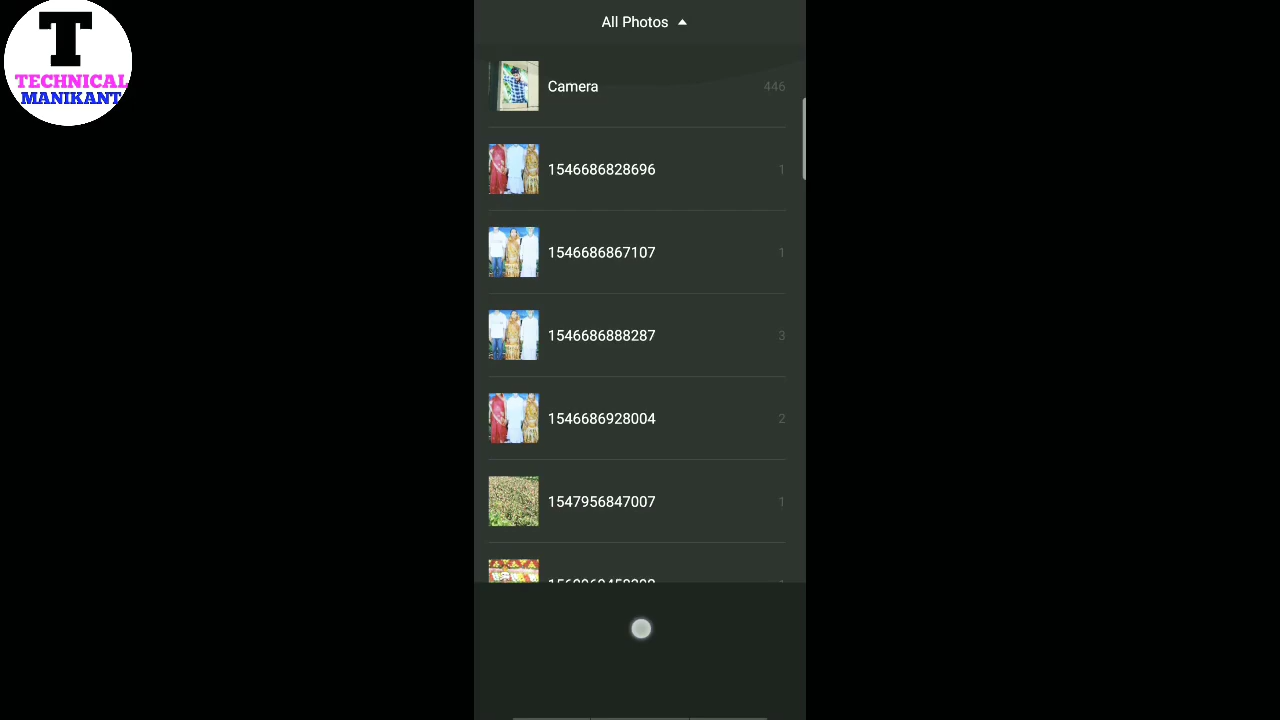 T
TECHNICAL
MANIKANT
All Photos
Camera 446
1546686828696 1
1546686867107 1
1546686888287 3
1546686928004 2
1547956847007 1